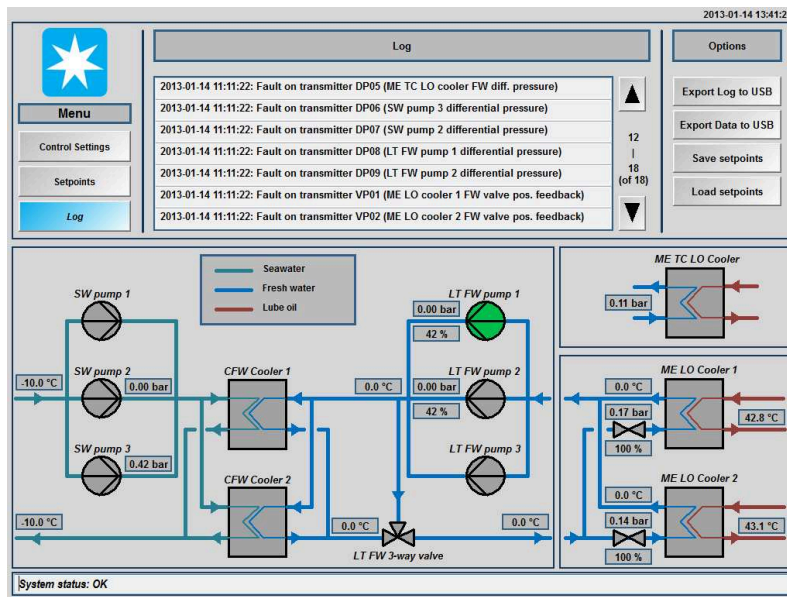 2013-01-14 13:41:2
Log
Options
Menu
Control Settings
Setpoints
Log
2013-01-14 11:11:22: Fault on transmitter DP05 (ME TC LO cooler FW diff. pressure)
2013-01-14 11:11:22: Fault on transmitter DP06 (SW pump 3 differential pressure)
2013-01-14 11:11:22: Fault on transmitter DP07 (SW pump 2 differential pressure)
2013-01-14 11:11:22: Fault on transmitter DP08 (LT FW pump 1 differential pressure)
2013-01-14 11:11:22: Fault on transmitter DP09 (LT FW pump 2 differential pressure)
2013-01-14 11:11:22: Fault on transmitter VP01 (ME LO cooler 1 FW valve pos. feedback)
2013-01-14 11:11:22: Fault on transmitter VP02 (ME LO cooler 2 FW valve pos. feedback)
12
|
18
(of 18)
Export Log to USB
Export Data to USB
Save setpoints
Load setpoints
Seawater
Fresh water
Lube oil
SW pump 1
SW pump 2
-10.0 °C
0.00 bar
SW pump 3
0.42 bar
-10.0 °C
CFW Cooler 1
CFW Cooler 2
LT FW pump 1
0.00 bar
42 %
LT FW pump 2
0.0 °C
0.00 bar
42 %
LT FW pump 3
0.0 °C
0.0 °C
LT FW 3-way valve
ME TC LO Cooler
0.11 bar
ME LO Cooler 1
0.0 °C
0.17 bar
42.8 °C
100 %
ME LO Cooler 2
0.0 °C
0.14 bar
43.1 °C
100 %
System status: OK